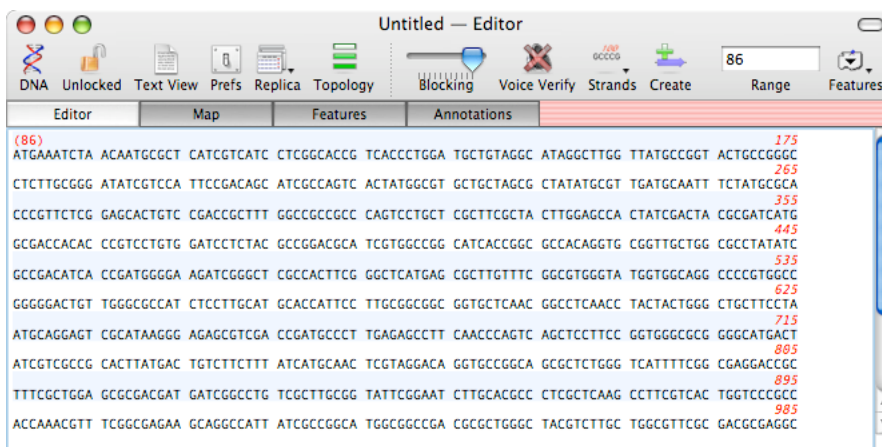 Untitled — Editor
DNA Unlocked Text View Prefs Replica Topology Blocking Voice Verify Strands Create 86 Range Features
Editor Map Features Annotations
(86) 175
ATGAAATCTA ACAATGCGCT CATCGTCATC CTCGGCACCG TCACCCTGGA TGCTGTAGGC ATAGGCTTGG TTATGCCGGT ACTGCCGGGC
265
CTCTTGCGGG ATATCGTCCA TTCCGACAGC ATCGCCAGTC ACTATGGCGT GCTGCTAGCG CTATATGCGT TGATGCAATT TCTATGCGCA
355
CCCGTTCTCG GAGCACTGTC CGACCGCTTT GGCCGCCGCC CAGTCCTGCT CGCTTCGCTA CTTGGAGCCA CTATCGACTA CGCGATCATG
445
GCGACCACAC CCGTCCTGTG GATCCTCTAC GCCGGACGCA TCGTGGCCGG CATCACCGGC GCCACAGGTG CGGTTGCTGG CGCCTATATC
535
GCCGACATCA CCGATGGGGA AGATCGGGCT CGCCACTTCG GGCTCATGAG CGCTTGTTTC GGCGTGGGTA TGGTGGCAGG CCCCGTGGCC
625
GGGGGACTGT TGGGCGCCAT CTCCTTGCAT GCACCATTCC TTGCGGCGGC GGTGCTCAAC GGCCTCAACC TACTACTGGG CTGCTTCCTA
715
ATGCAGGAGT CGCATAAGGG AGAGCGTCGA CCGATGCCCT TGAGAGCCTT CAACCCAGTC AGCTCCTTCC GGTGGGCGCG GGGCATGACT
805
ATCGTCGCCG CACTTATGAC TGTCTTCTTT ATCATGCAAC TCGTAGGACA GGTGCCGGCA GCGCTCTGGG TCATTTTCGG CGAGGACCGC
895
TTTCGCTGGA GCGCGACGAT GATCGGCCTG TCGCTTGCGG TATTCGGAAT CTTGCACGCC CTCGCTCAAG CCTTCGTCAC TGGTCCCGCC
985
ACCAAACGTT TCGGCGAGAA GCAGGCCATT ATCGCCGGCA TGGCGGCCGA CGCGCTGGGC TACGTCTTGC TGGCGTTCGC GACGCGAGGC